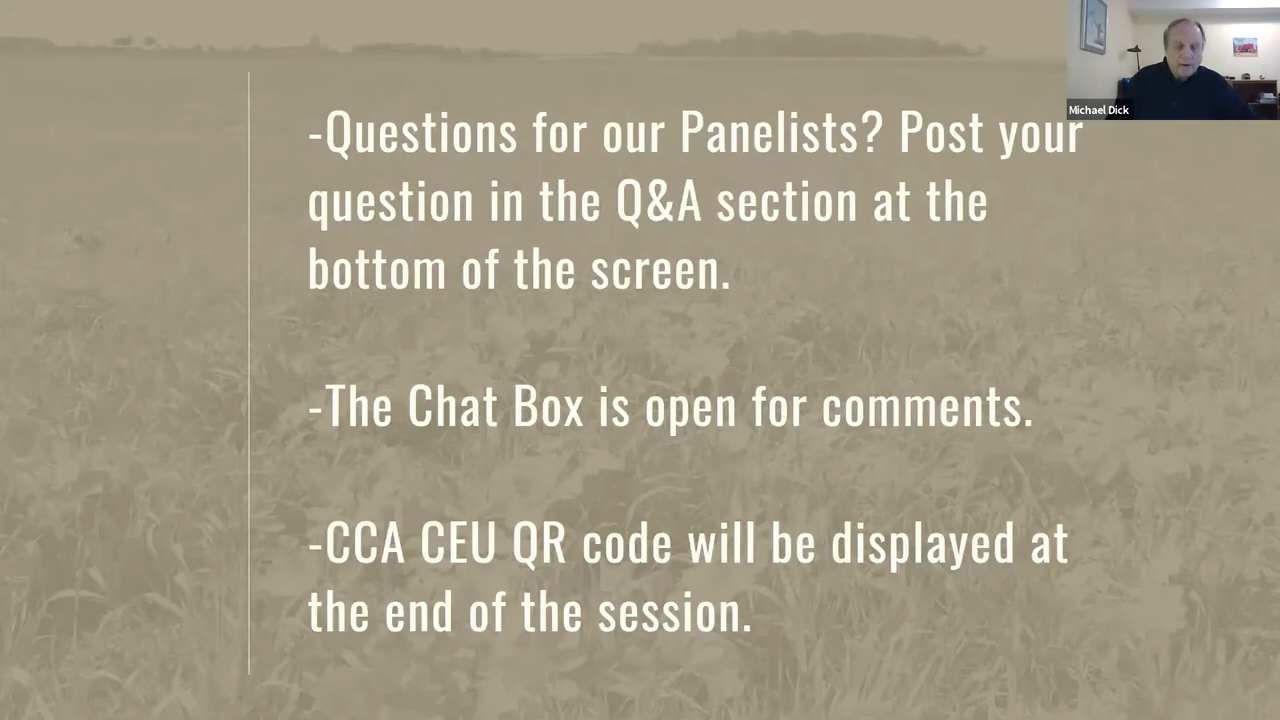 -Questions for our Panelists? Post your
question in the Q&A section at the
bottom of the screen.
-The Chat Box is open for comments.
-CCA CEU QR code will be displayed at
the end of the session.
Michael Dick